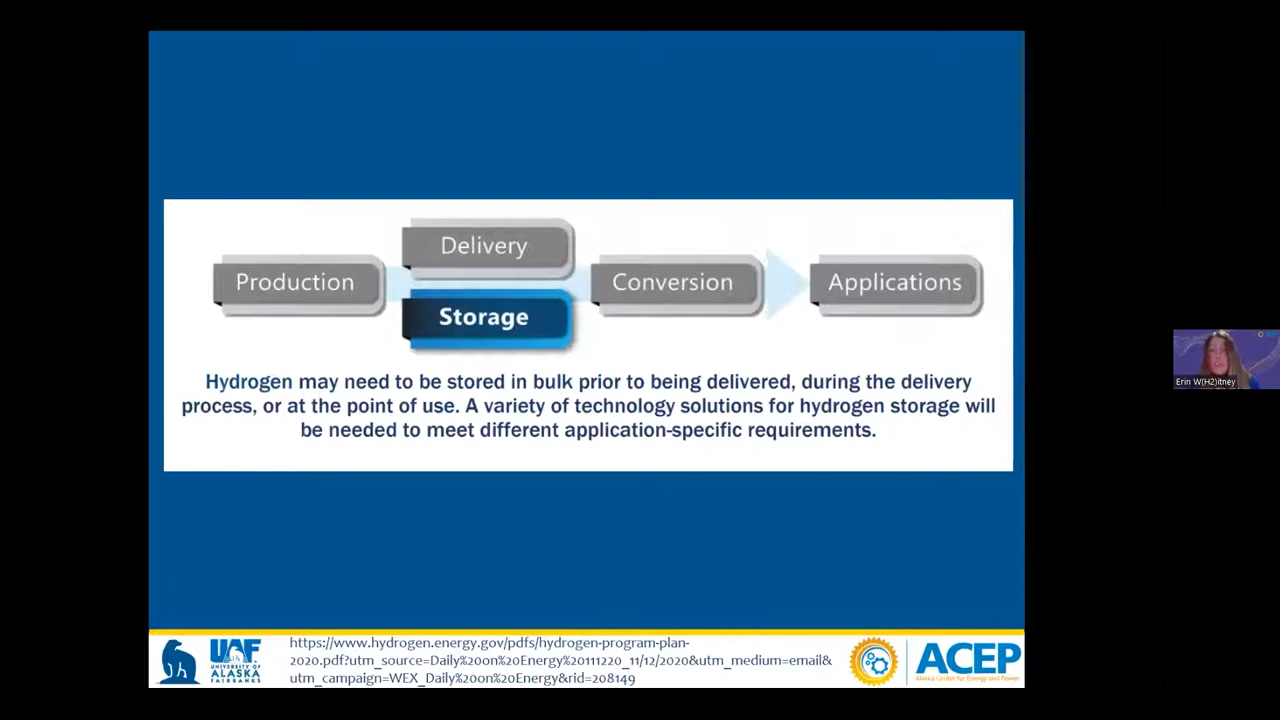 Delivery
Production
Conversion
Applications
Storage
Hydrogen may need to be stored in bulk prior to being delivered, during the delivery
process, or at the point of use. A variety of technology solutions for hydrogen storage will
be needed to meet different application-specific requirements.
Erin W(H2)itney
UAF
UNIVERSITY OF
ALASKA
FAIRBANKS
https://www.hydrogen.energy.gov/pdfs/hydrogen-program-plan-
2020.pdf?utm_source=Daily%20on%20Energy%20111220_11/12/2020&utm_medium=email&
utm_campaign=WEX_Daily%20on%20Energy&rid=208149
ACEP
Alaska Center for Energy and Power